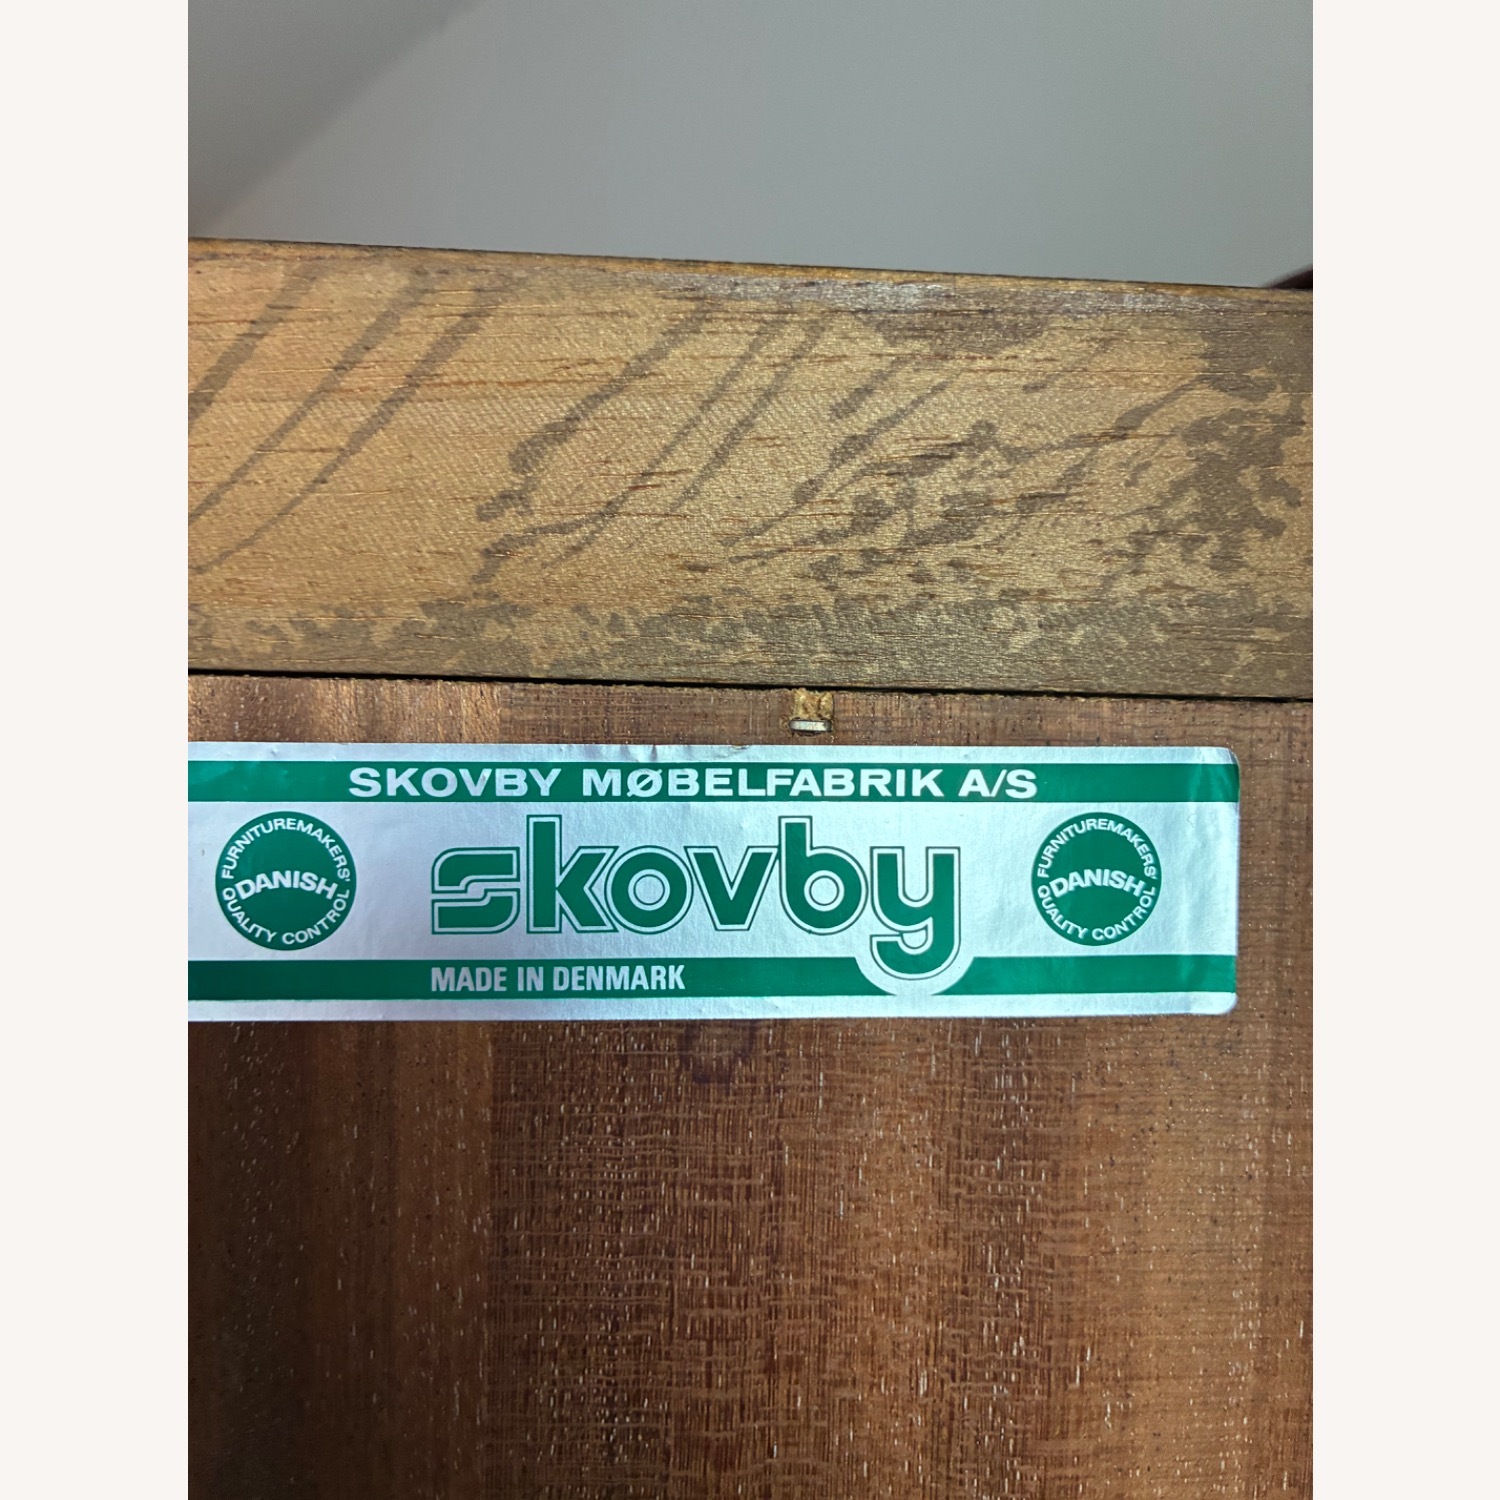 SKOVBY MØBELFABRIK A/S
FURNITUREMAKERS'
DANISH
QUALITY CONTROL
skovby
FURNITUREMAKERS'
DANISH
QUALITY CONTROL
MADE IN DENMARK